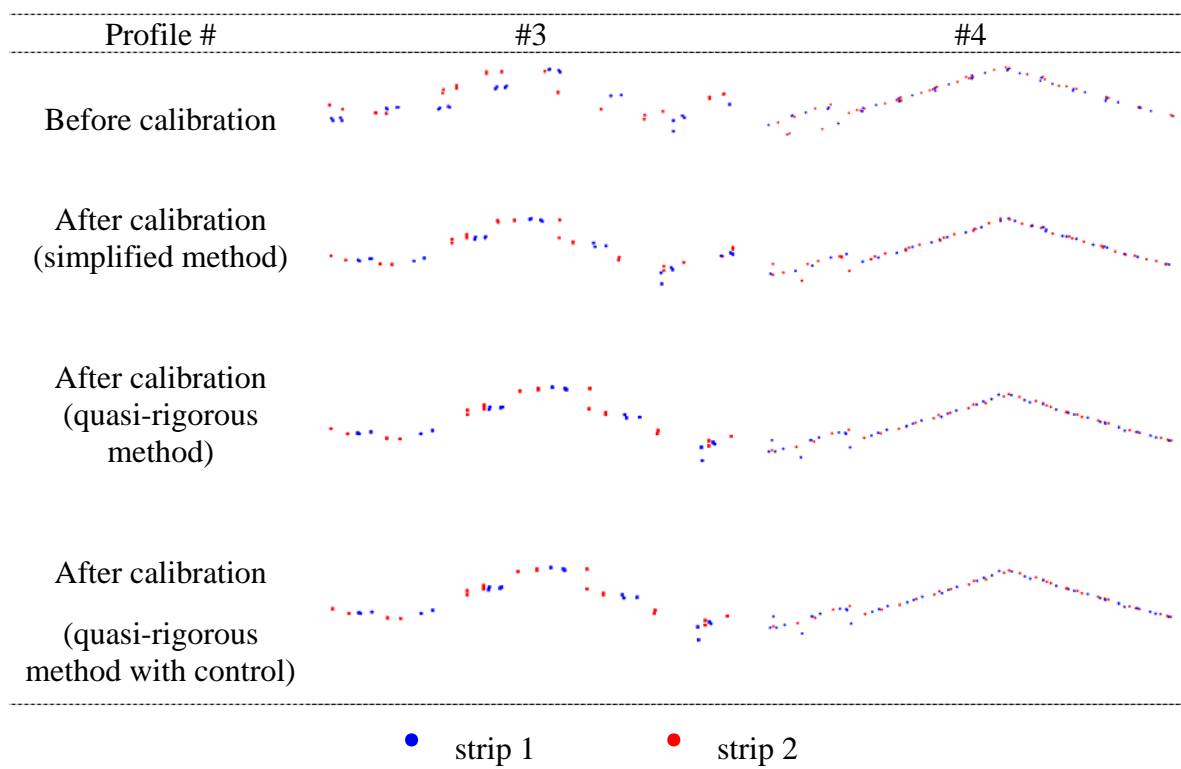 Profile # #3 #4
Before calibration
After calibration
(simplified method)
After calibration
(quasi-rigorous
method)
After calibration
(quasi-rigorous
method with control)
strip 1 strip 2